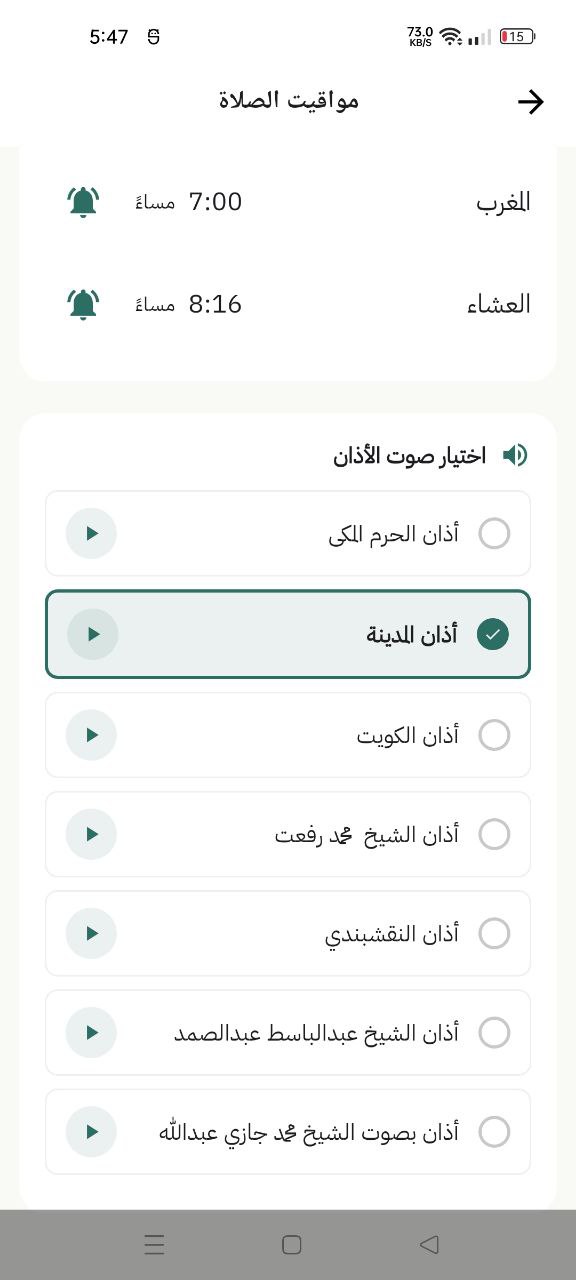 5:47
73.0 KB/S
15
مواقيت الصلاة
المغرب 7:00 مساءً
العشاء 8:16 مساءً
اختيار صوت الأذان
أذان الحرم المكى
أذان المدينة
أذان الكويت
أذان الشيخ محمد رفعت
أذان النقشبندي
أذان الشيخ عبدالباسط عبدالصمد
أذان بصوت الشيخ محمد جازي عبدالله